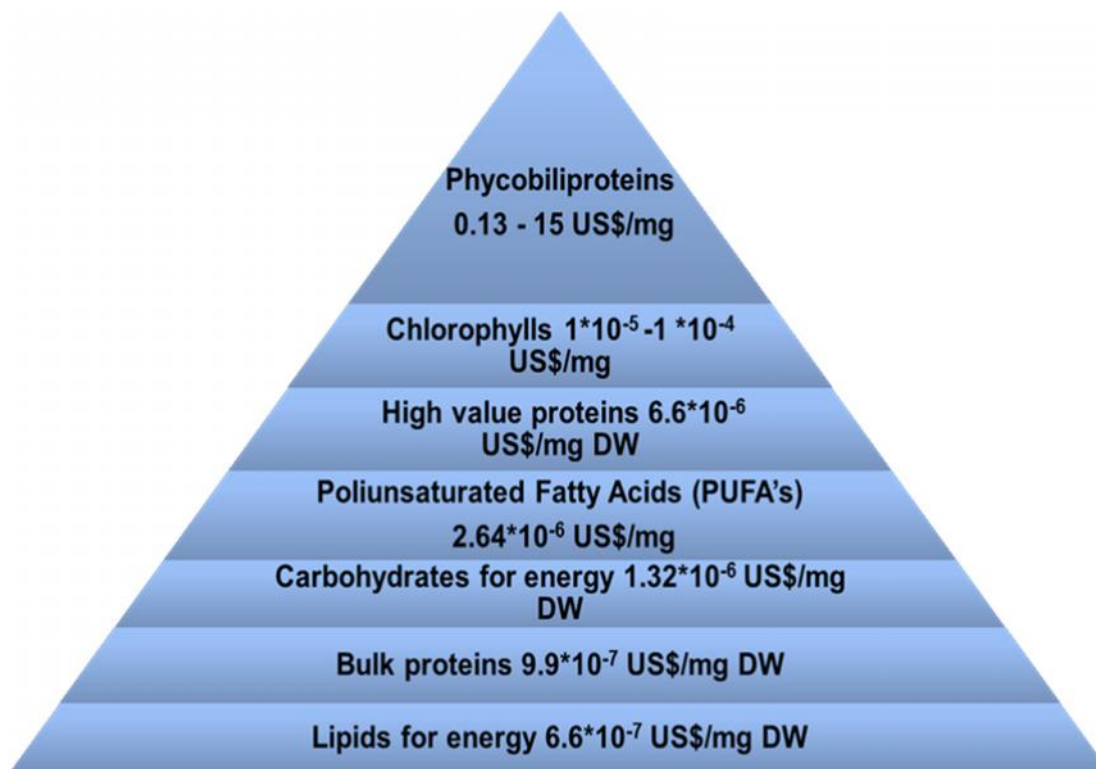 Phycobiliproteins
0.13 - 15 US$/mg
Chlorophylls 1*10⁻⁵ -1 *10⁻⁴
US$/mg
High value proteins 6.6*10⁻⁶
US$/mg DW
Poliunsaturated Fatty Acids (PUFA’s)
2.64*10⁻⁶ US$/mg
Carbohydrates for energy 1.32*10⁻⁶ US$/mg
DW
Bulk proteins 9.9*10⁻⁷ US$/mg DW
Lipids for energy 6.6*10⁻⁷ US$/mg DW